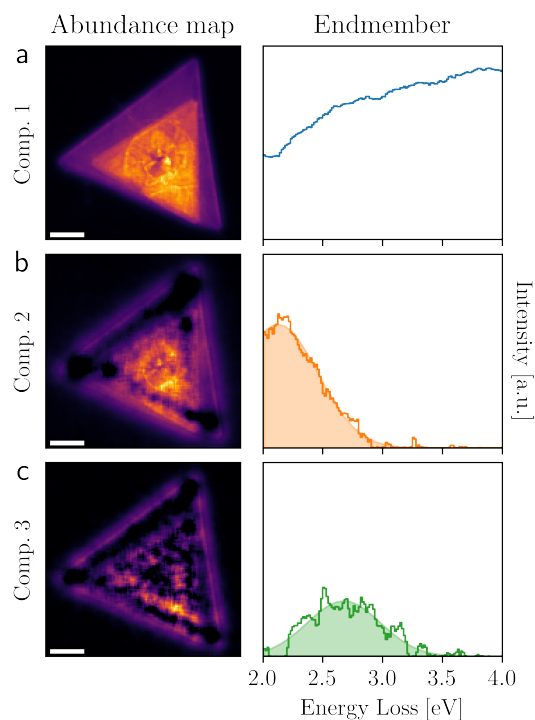 Abundance map
Endmember
a
Comp. 1
b
Comp. 2
Intensity [a.u.]
c
Comp. 3
2.0 2.5 3.0 3.5 4.0
Energy Loss [eV]